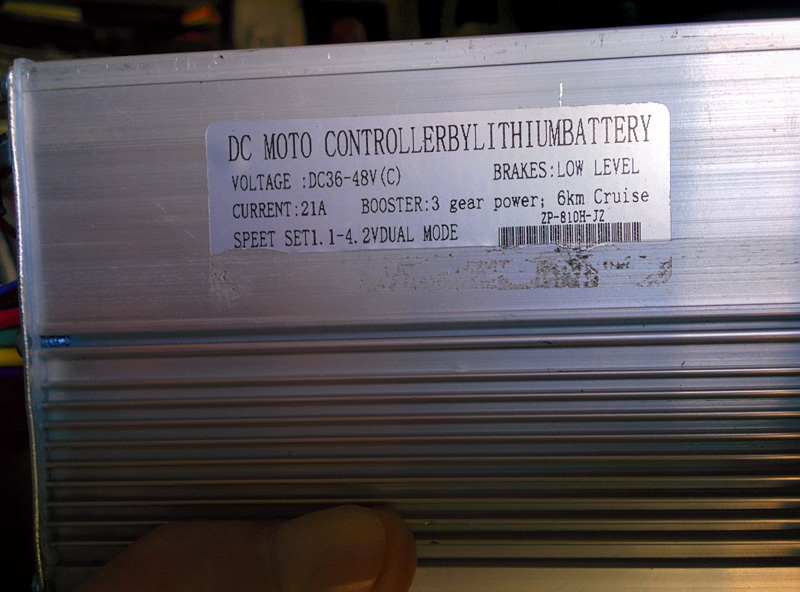 DC MOTO CONTROLLERBYLITHIUMBATTERY
VOLTAGE :DC36-48V(C) BRAKES:LOW LEVEL
CURRENT:21A BOOSTER:3 gear power; 6km Cruise
ZP-810H-JZ
SPEET SET1.1-4.2VDUAL MODE